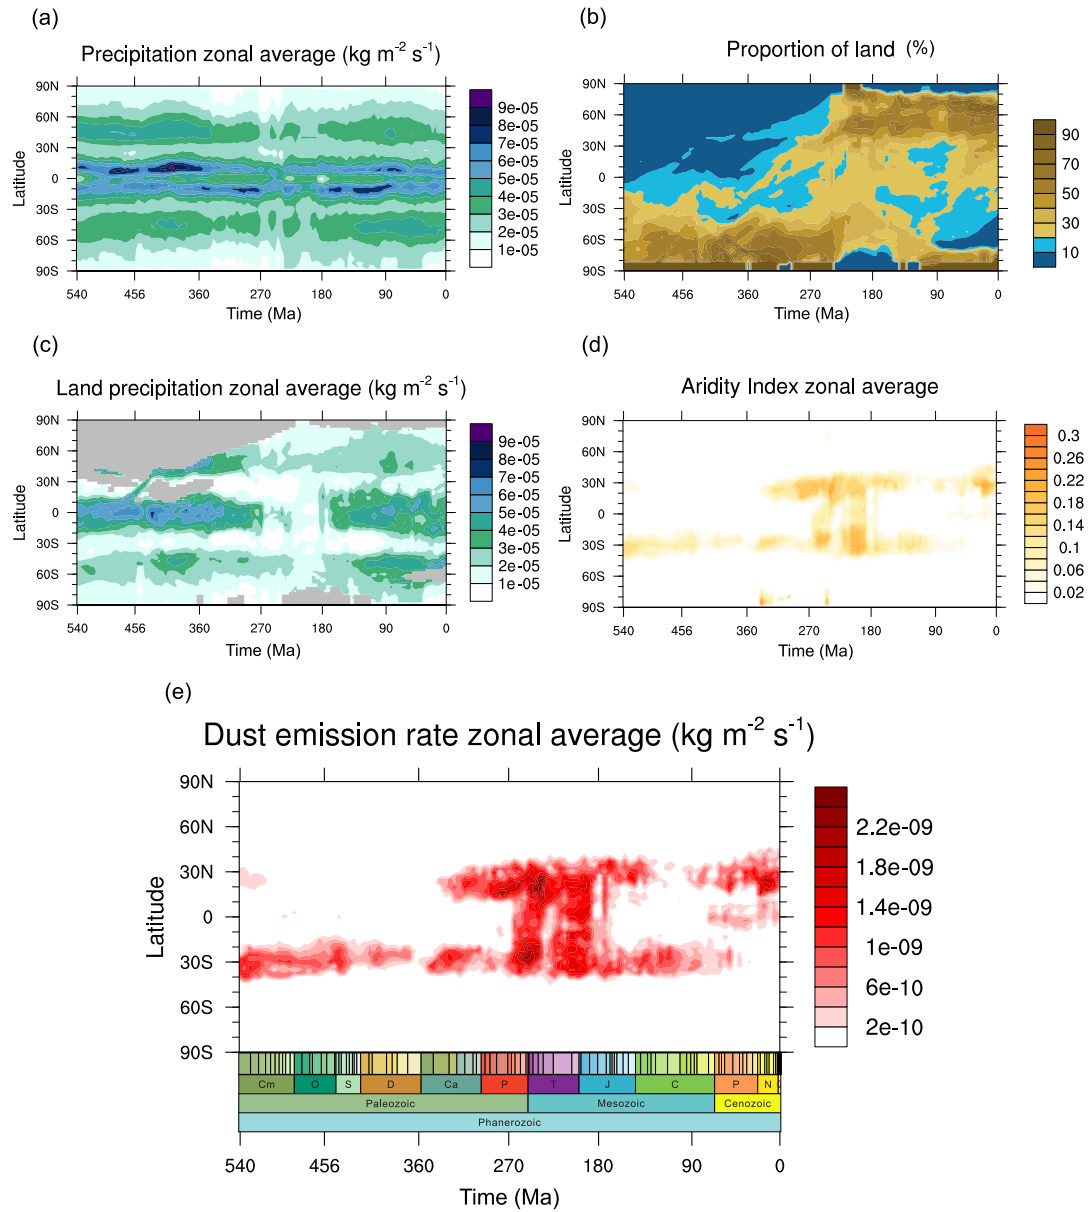 (a)
Precipitation zonal average (kg m-2 s-1)
90N
60N
30N
0
30S
60S
90S
Latitude
540 456 360 270 180 90 0
Time (Ma)
9e-05
8e-05
7e-05
6e-05
5e-05
4e-05
3e-05
2e-05
1e-05
(b)
Proportion of land (%)
90N
60N
30N
0
30S
60S
90S
Latitude
540 456 360 270 180 90 0
Time (Ma)
90
70
50
30
10
(c)
Land precipitation zonal average (kg m-2 s-1)
90N
60N
30N
0
30S
60S
90S
Latitude
540 456 360 270 180 90 0
Time (Ma)
9e-05
8e-05
7e-05
6e-05
5e-05
4e-05
3e-05
2e-05
1e-05
(d)
Aridity Index zonal average
90N
60N
30N
0
30S
60S
90S
Latitude
540 456 360 270 180 90 0
Time (Ma)
0.3
0.26
0.22
0.18
0.14
0.1
0.06
0.02
(e)
Dust emission rate zonal average (kg m-2 s-1)
90N
60N
30N
0
30S
60S
90S
Latitude
2.2e-09
1.8e-09
1.4e-09
1e-09
6e-10
2e-10
Cm O S D Ca P T J C P N
Paleozoic Mesozoic Cenozoic
Phanerozoic
540 456 360 270 180 90 0
Time (Ma)